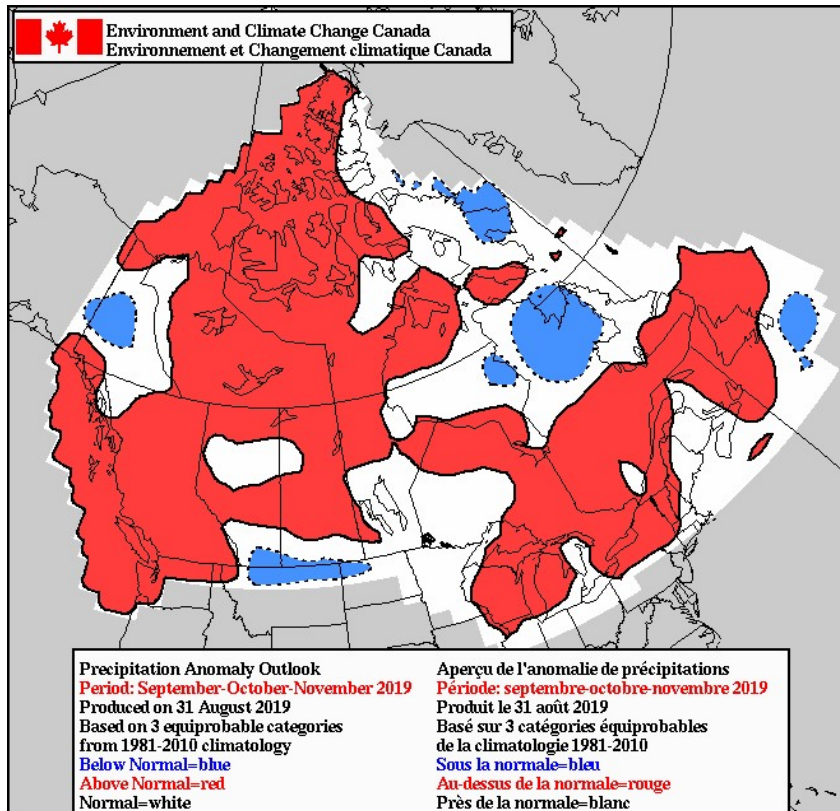 Environment and Climate Change Canada
Environnement et Changement climatique Canada
Precipitation Anomaly Outlook
Period: September-October-November 2019
Produced on 31 August 2019
Based on 3 equiprobable categories
from 1981-2010 climatology
Below Normal=blue
Above Normal=red
Normal=white
Aperçu de l'anomalie de précipitations
Période: septembre-octobre-novembre 2019
Produit le 31 août 2019
Basé sur 3 catégories équiprobables
de la climatologie 1981-2010
Sous la normale=bleu
Au-dessus de la normale=rouge
Près de la normale=blanc